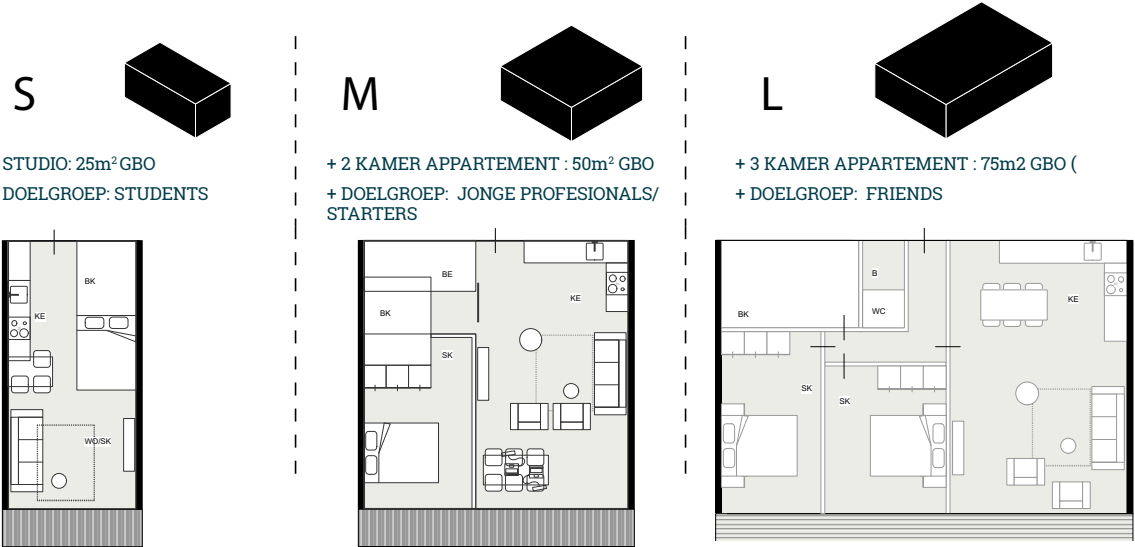 S
STUDIO: 25m² GBO
DOELGROEP: STUDENTS
BK
KE
WO/SK
M
+ 2 KAMER APPARTEMENT : 50m² GBO
+ DOELGROEP: JONGE PROFESIONALS/
STARTERS
BE
BK
KE
SK
L
+ 3 KAMER APPARTEMENT : 75m2 GBO (
+ DOELGROEP: FRIENDS
B
WC
BK
KE
SK
SK